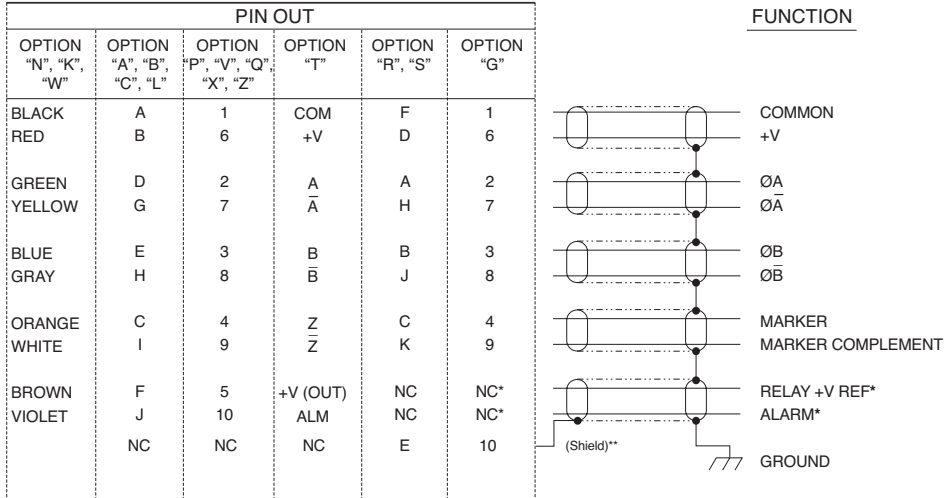 PIN OUT FUNCTION
OPTION OPTION OPTION OPTION OPTION OPTION
“N”, “K”, “A”, “B”, “P”, “V”, “Q”, “T” “R”, “S” “G”
“W” “C”, “L” “X”, “Z”
BLACK A 1 COM F 1 COMMON
RED B 6 +V D 6 +V
GREEN D 2 A A 2 ØA
YELLOW G 7 A̅ H 7 ØA̅
BLUE E 3 B B 3 ØB
GRAY H 8 B̅ J 8 ØB̅
ORANGE C 4 Z C 4 MARKER
WHITE I 9 Z̅ K 9 MARKER COMPLEMENT
BROWN F 5 +V (OUT) NC NC* RELAY +V REF*
VIOLET J 10 ALM NC NC* ALARM*
NC NC NC E 10 (Shield)**
GROUND